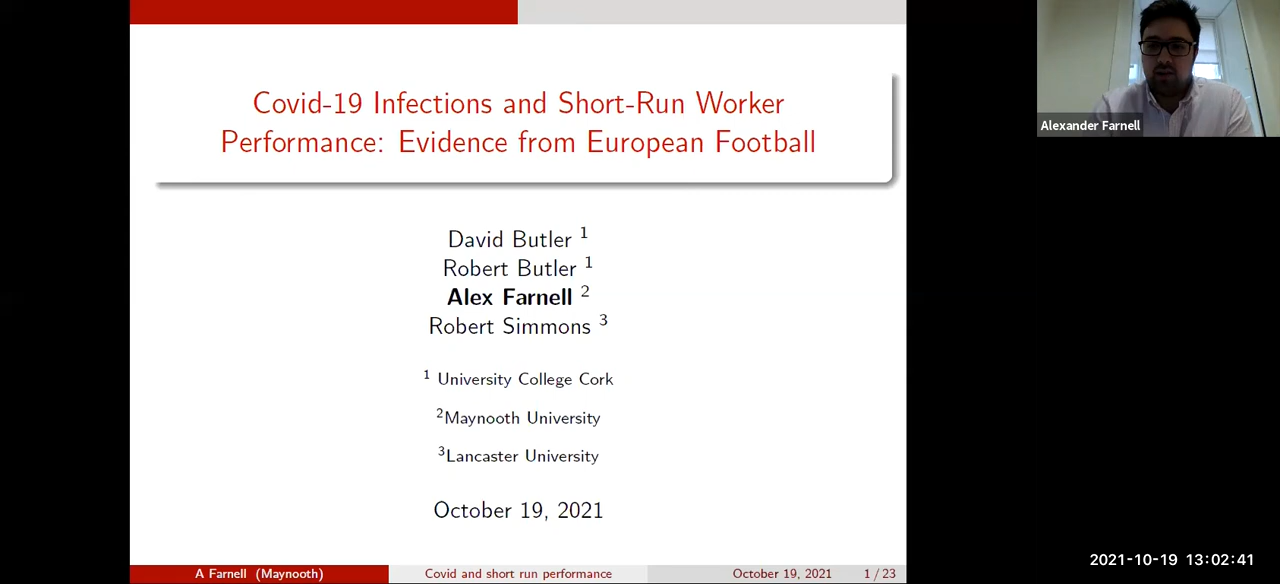 Covid-19 Infections and Short-Run Worker
Performance: Evidence from European Football
David Butler 1
Robert Butler 1
Alex Farnell 2
Robert Simmons 3
1 University College Cork
2Maynooth University
3Lancaster University
October 19, 2021
A Farnell (Maynooth) Covid and short run performance October 19, 2021 1 / 23
Alexander Farnell
2021-10-19 13:02:41